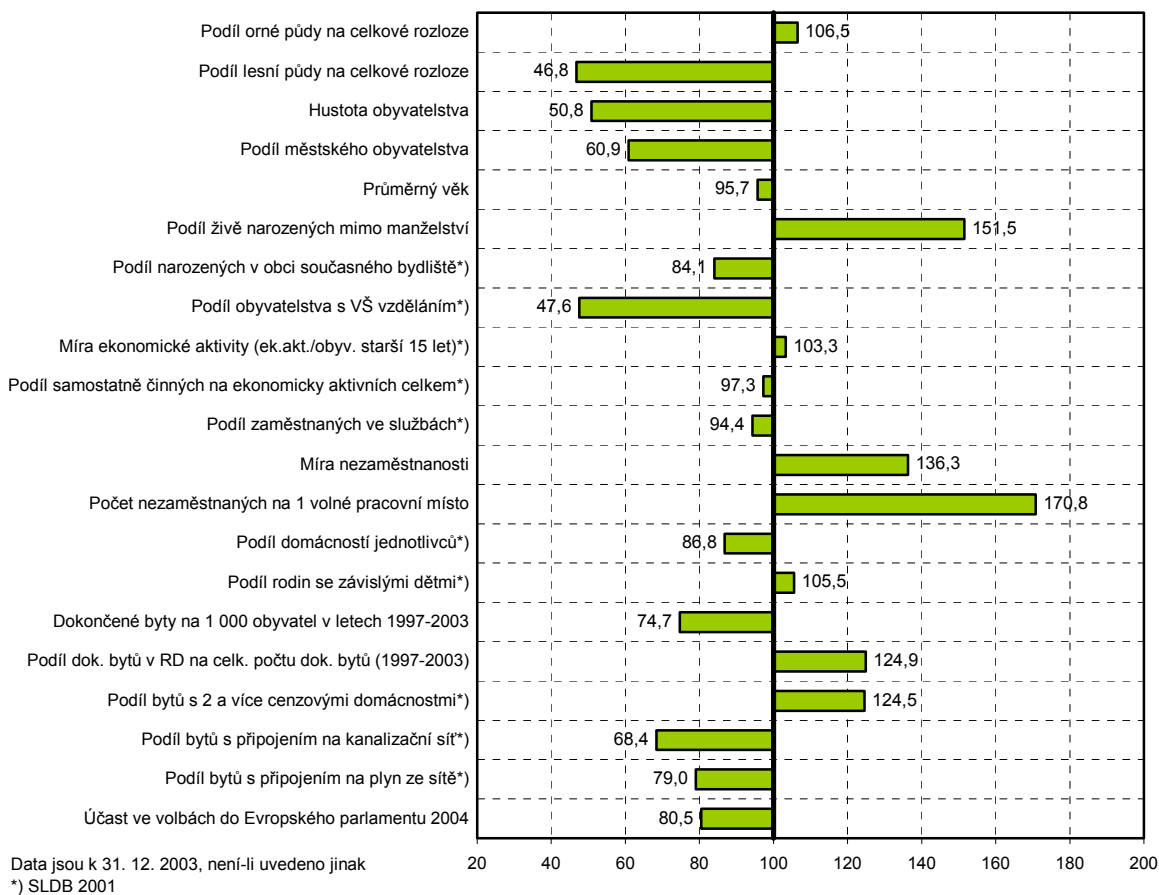 Podíl orné půdy na celkové rozloze 106,5
Podíl lesní půdy na celkové rozloze 46,8
Hustota obyvatelstva 50,8
Podíl městského obyvatelstva 60,9
Průměrný věk 95,7
Podíl živě narozených mimo manželství 151,5
Podíl narozených v obci současného bydliště*) 84,1
Podíl obyvatelstva s VŠ vzděláním*) 47,6
Míra ekonomické aktivity (ek.akt./obyv. starší 15 let)*) 103,3
Podíl samostatně činných na ekonomicky aktivních celkem*) 97,3
Podíl zaměstnaných ve službách*) 94,4
Míra nezaměstnanosti 136,3
Počet nezaměstnaných na 1 volné pracovní místo 170,8
Podíl domácností jednotlivců*) 86,8
Podíl rodin se závislými dětmi*) 105,5
Dokončené byty na 1 000 obyvatel v letech 1997-2003 74,7
Podíl dok. bytů v RD na celk. počtu dok. bytů (1997-2003) 124,9
Podíl bytů s 2 a více cenzovými domácnostmi*) 124,5
Podíl bytů s připojením na kanalizační síť*) 68,4
Podíl bytů s připojením na plyn ze sítě*) 79,0
Účast ve volbách do Evropského parlamentu 2004 80,5
20 40 60 80 100 120 140 160 180 200
Data jsou k 31. 12. 2003, není-li uvedeno jinak
*) SLDB 2001